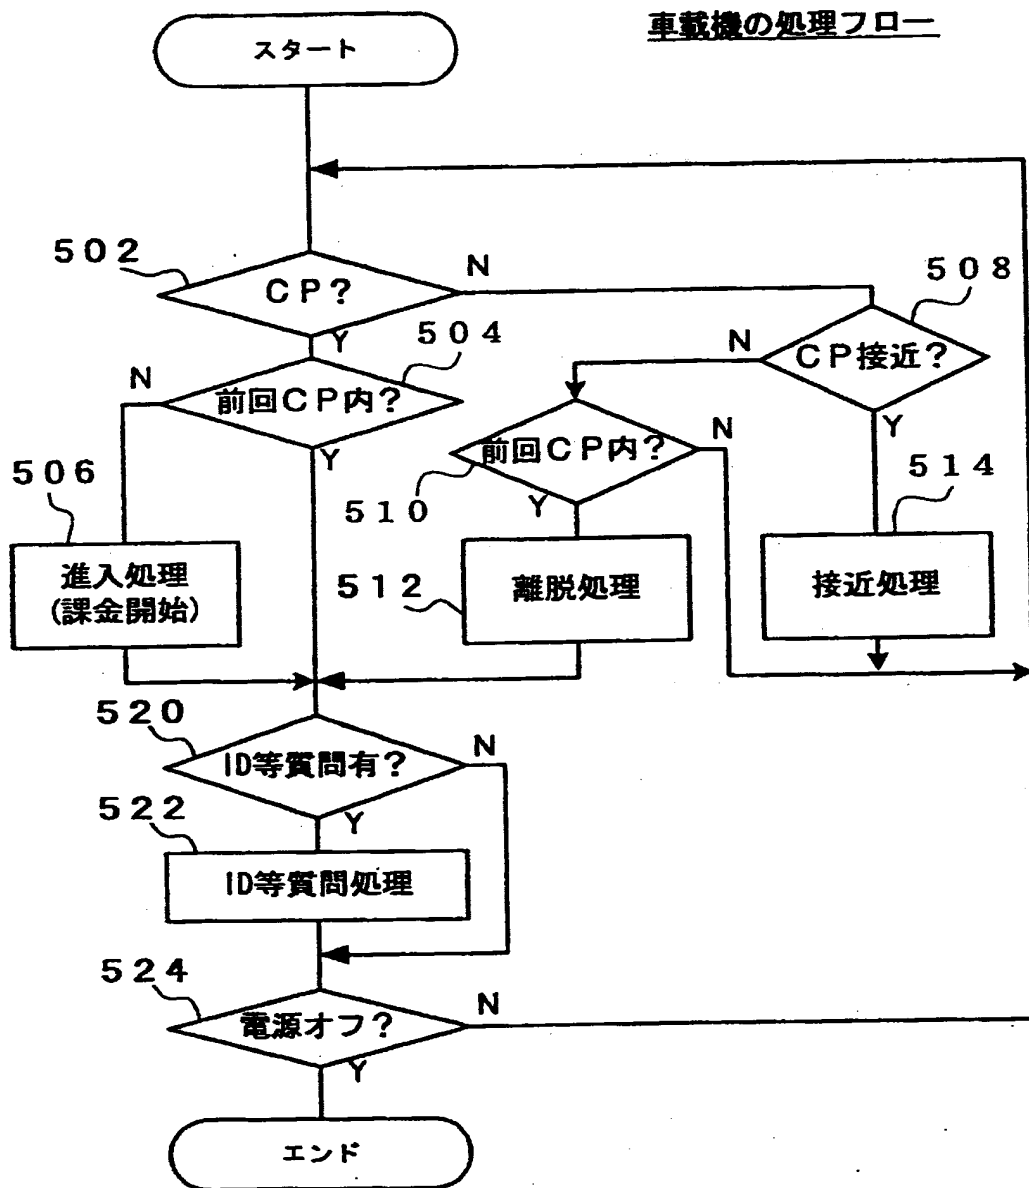 車載機の処理フロー
スタート
502
CP?
N
Y
504
508
CP接近?
N
Y
N
前回CP内?
Y
前回CP内?
N
510
Y
514
506
進入処理
(課金開始)
512
離脱処理
接近処理
520
ID等質問有?
N
Y
522
ID等質問処理
524
電源オフ?
N
Y
エンド